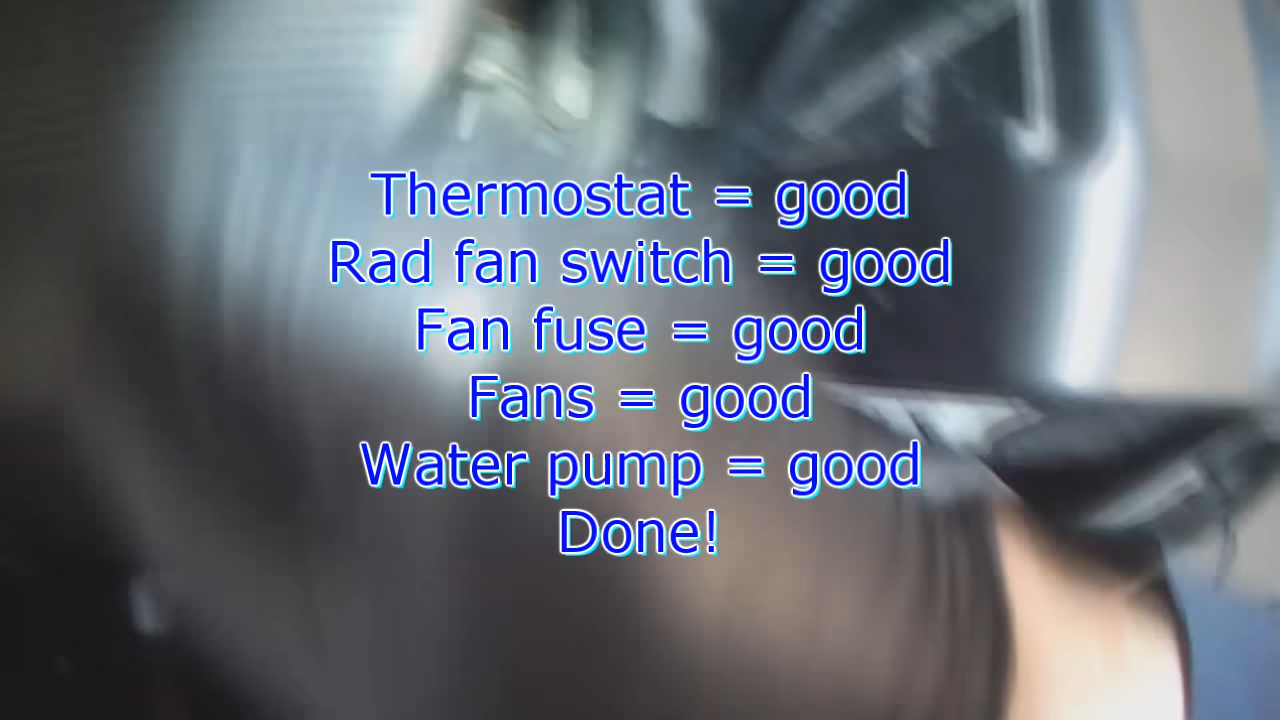 Thermostat = good
Rad fan switch = good
Fan fuse = good
Fans = good
Water pump = good
Done!